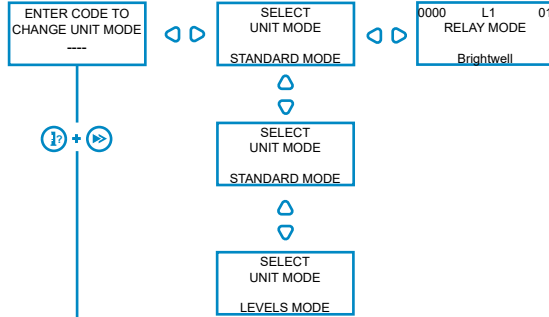 ENTER CODE TO
CHANGE UNIT MODE
----
SELECT
UNIT MODE
STANDARD MODE
0000 L1 01
RELAY MODE
Brightwell
?
+
SELECT
UNIT MODE
STANDARD MODE
SELECT
UNIT MODE
LEVELS MODE